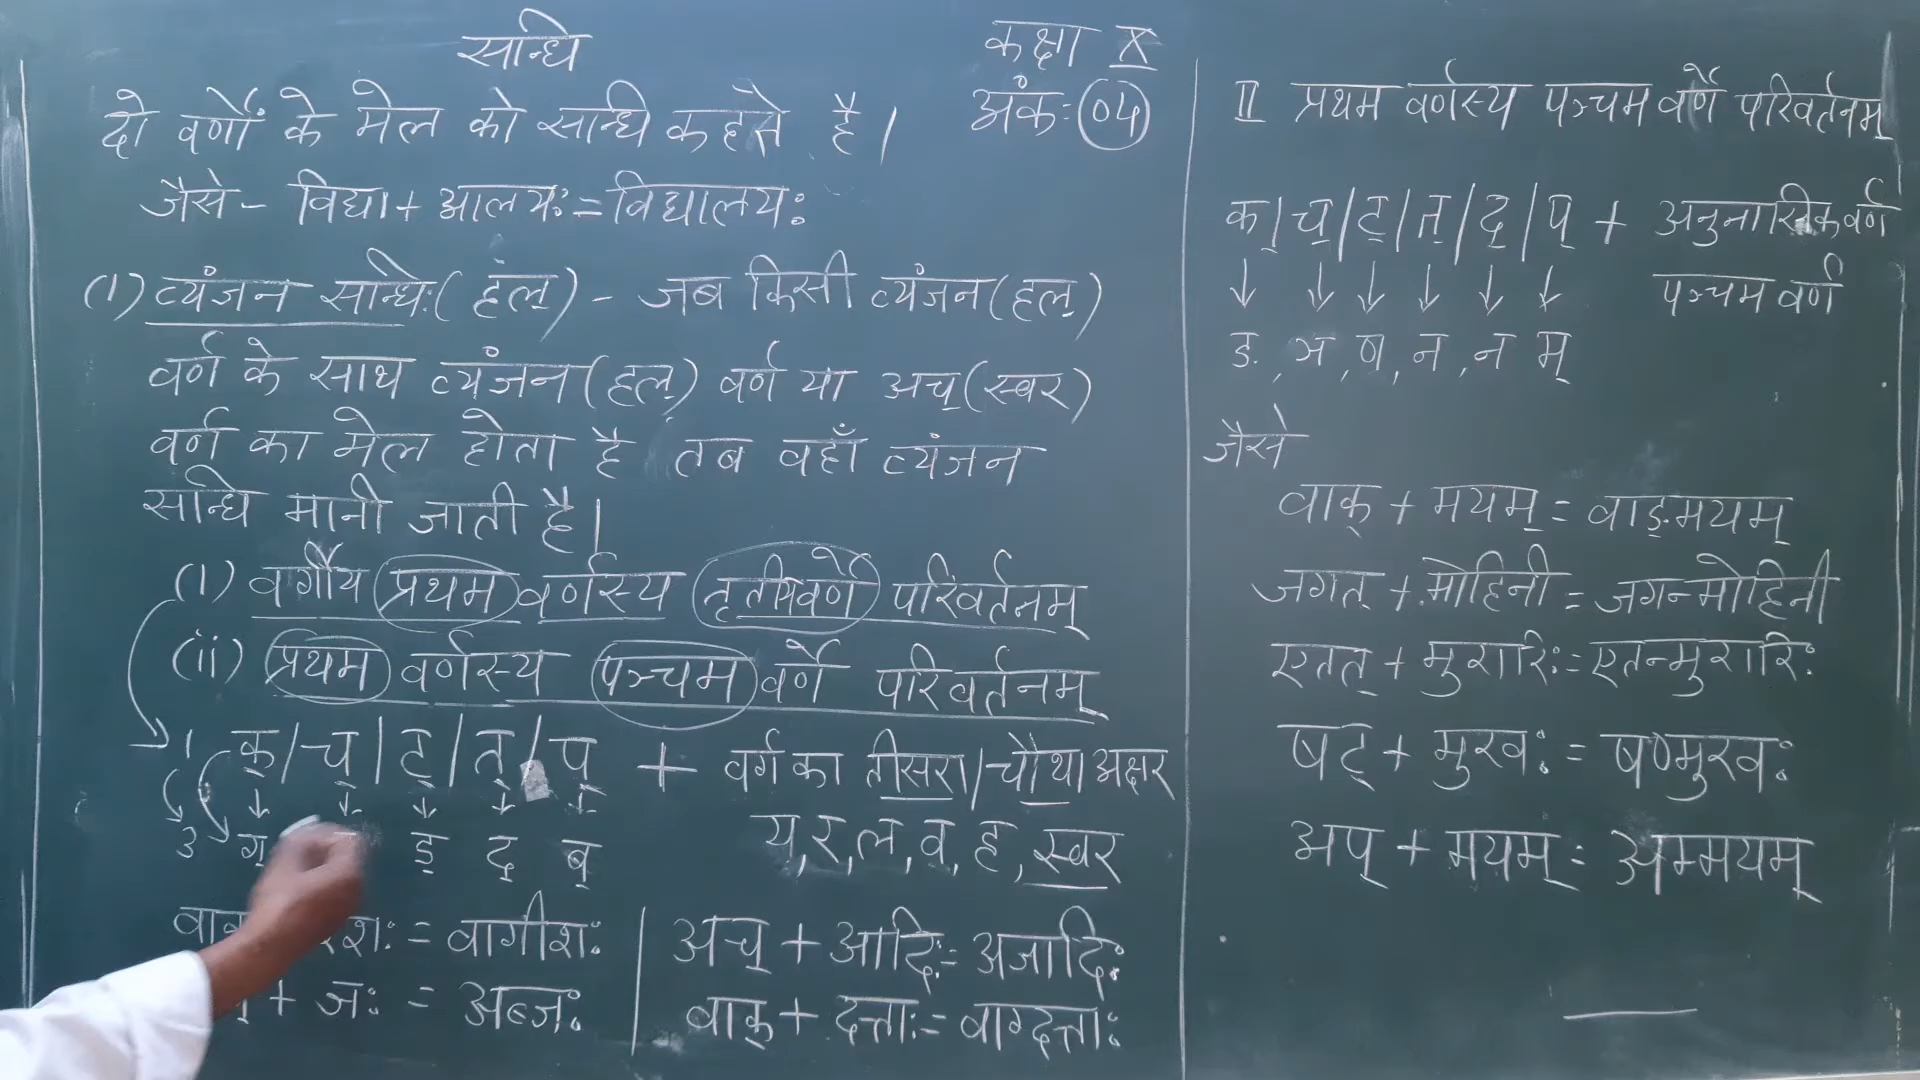 सन्धि
कक्षा X
अंक: 04
दो वर्णों के मेल को सन्धि कहते है।
जैसे- विद्या + आलयः = विद्यालयः
(1) व्यंजन सन्धिः (हल्) - जब किसी व्यंजन (हल्)
वर्ण के साथ व्यंजन (हल्) वर्ण या अच् (स्वर)
वर्ण का मेल होता है तब वहाँ व्यंजन
सन्धि मानी जाती है।
(1) वर्गीय प्रथम वर्णस्य तृतीयवर्णे परिवर्तनम्
(ii) प्रथम वर्णस्य पञ्चम वर्णे परिवर्तनम्
1 क् / च् / ट् / त् / प् + वर्ग का तीसरा / चौथा अक्षर
↓ ↓ ↓ ↓ ↓
3 ग् ड् द् ब् य, र, ल, व, ह, स्वर
= वागीशः
+ जः = अब्जः
अच् + आदिः = अजादिः
वाक् + दत्ताः = वाग्दत्ताः
II प्रथम वर्णस्य पञ्चम वर्णे परिवर्तनम्
क् / च् / ट् / त् / द् / प् + अनुनासिक वर्ण
↓ ↓ ↓ ↓ ↓ ↓ पञ्चम वर्ण
ङ, ञ, ण, न, न म्
जैसे
वाक् + मयम् = वाङ्मयम्
जगत् + मोहिनी = जगन्मोहिनी
एतत् + मुरारिः = एतन्मुरारिः
षट् + मुखः = षण्मुखः
अप् + मयम् = अम्मयम्